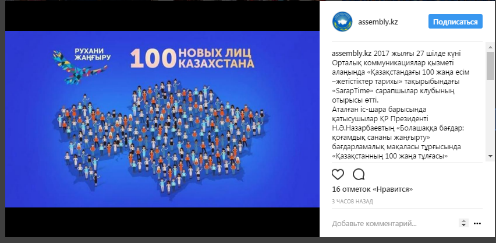 РУХАНИ
ЖАҢҒЫРУ
100 НОВЫХ ЛИЦ
КАЗАХСТАНА
assembly.kz
Подписаться
assembly.kz 2017 жылғы 27 шілде күні
Орталық коммуникациялар қызметі
алаңында «Қазақстандағы 100 жаңа есім
–жетістіктер тарихы» тақырыбындағы
«SarapTime» сарапшылар клубының
отырысы өтті.
Аталған іс-шара барысында
қатысушылар ҚР Президенті
Н.Ә.Назарбаевтың «Болашаққа бағдар:
қоғамдық сананы жаңғырту»
бағдарламалық мақаласы тұрғысында
«Қазақстанның 100 жаңа тұлғасы»
16 отметок «Нравится»
3 ЧАСОВ НАЗАД
Добавьте комментарий...